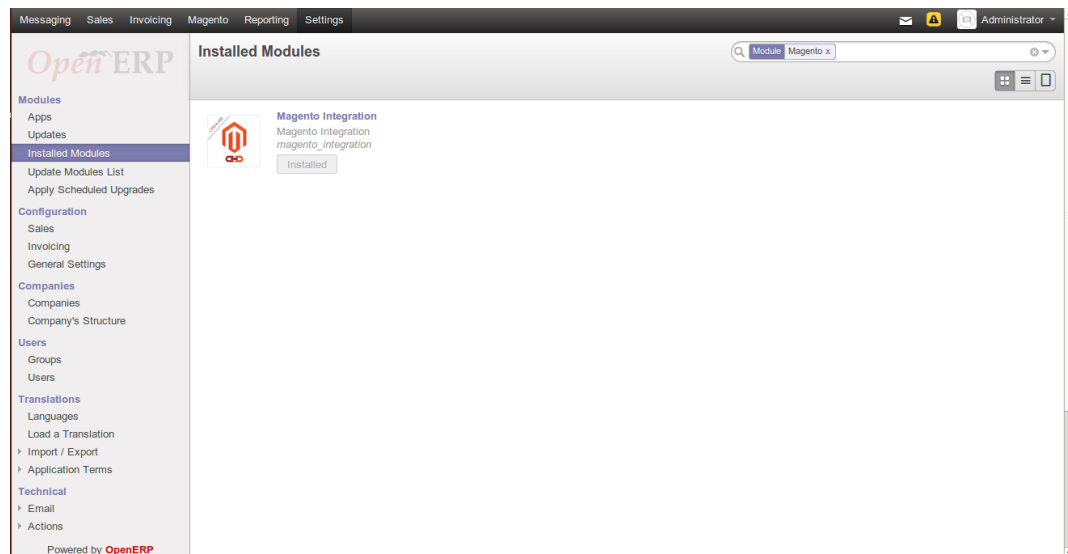 Messaging Sales Invoicing Magento Reporting Settings Administrator
OpenERP
Installed Modules
Module Magento x
Modules
Apps
Updates
Installed Modules
Update Modules List
Apply Scheduled Upgrades
Configuration
Sales
Invoicing
General Settings
Companies
Companies
Company's Structure
Users
Groups
Users
Translations
Languages
Load a Translation
Import / Export
Application Terms
Technical
Email
Actions
Powered by OpenERP
Magento Integration
Magento Integration
magento_integration
Installed